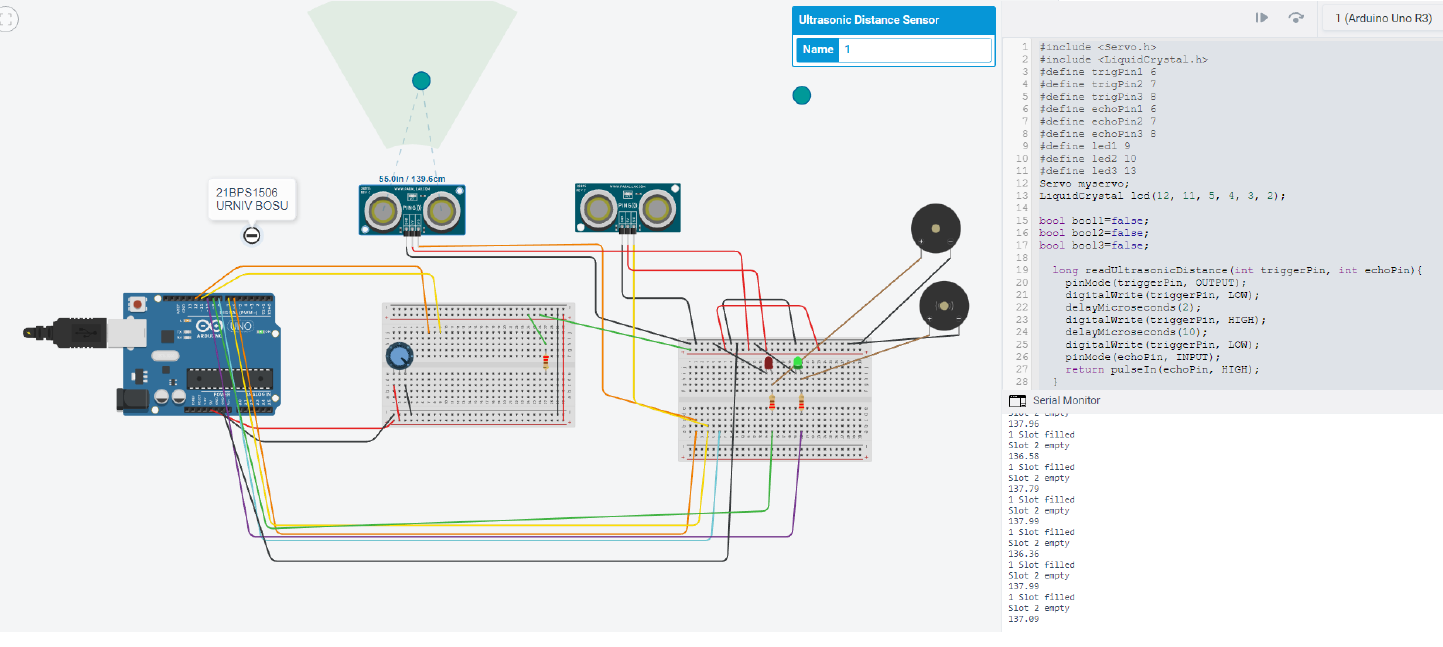 Ultrasonic Distance Sensor
Name 1
1 (Arduino Uno R3)
55.0in / 139.6cm
21BPS1506
URNIV BOSU
UNO
ARDUINO
1 #include <Servo.h>
2 #include <LiquidCrystal.h>
3 #define trigPin1 6
4 #define trigPin2 7
5 #define trigPin3 8
6 #define echoPin1 6
7 #define echoPin2 7
8 #define echoPin3 8
9 #define led1 9
10 #define led2 10
11 #define led3 13
12 Servo myservo;
13 LiquidCrystal lcd(12, 11, 5, 4, 3, 2);
14
15 bool bool1=false;
16 bool bool2=false;
17 bool bool3=false;
18
19 long readUltrasonicDistance(int triggerPin, int echoPin){
20 pinMode(triggerPin, OUTPUT);
21 digitalWrite(triggerPin, LOW);
22 delayMicroseconds(2);
23 digitalWrite(triggerPin, HIGH);
24 delayMicroseconds(10);
25 digitalWrite(triggerPin, LOW);
26 pinMode(echoPin, INPUT);
27 return pulseIn(echoPin, HIGH);
28 }
Serial Monitor
Slot 2 empty
137.96
1 Slot filled
Slot 2 empty
136.58
1 Slot filled
Slot 2 empty
137.79
1 Slot filled
Slot 2 empty
137.99
1 Slot filled
Slot 2 empty
136.36
1 Slot filled
Slot 2 empty
137.99
1 Slot filled
Slot 2 empty
137.09